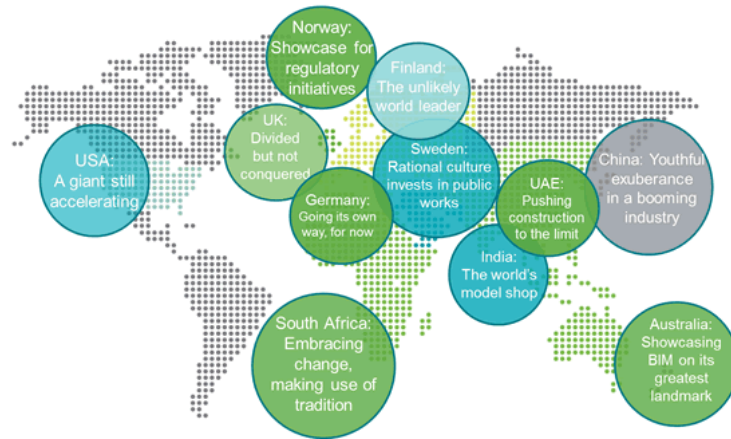 Norway:
Showcase for
regulatory
initiatives
Finland:
The unlikely
world leader
UK:
Divided
but not
conquered
USA:
A giant still
accelerating
Sweden:
Rational culture
invests in public
works
Germany:
Going its own
way, for now
UAE:
Pushing
construction
to the limit
China: Youthful
exuberance
in a booming
industry
India:
The world's
model shop
South Africa:
Embracing
change,
making use of
tradition
Australia:
Showcasing
BIM on its
greatest
landmark